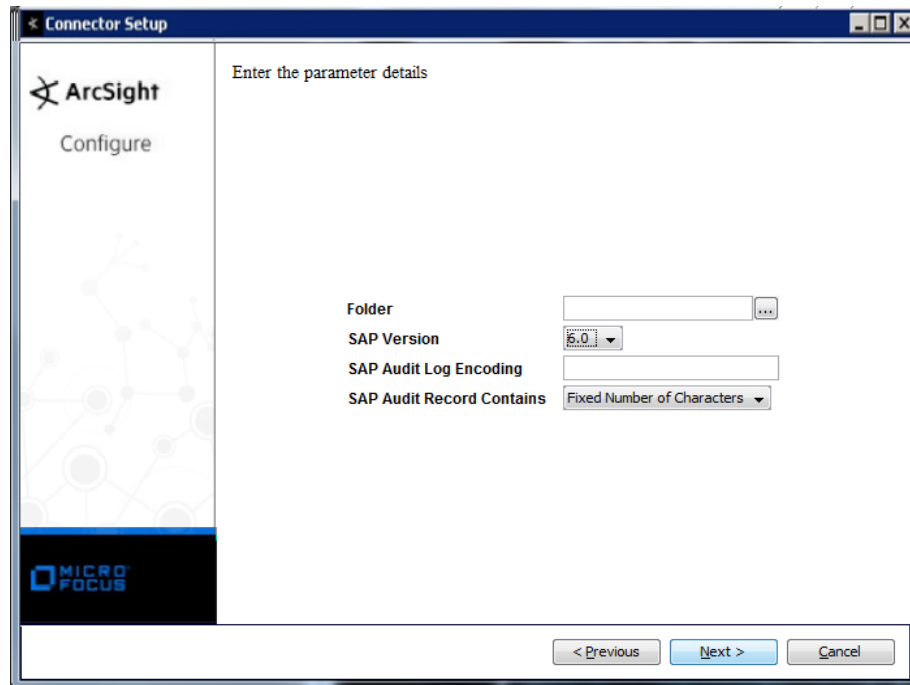 Connector Setup
ArcSight
Configure
Enter the parameter details
Folder
...
SAP Version
6.0
SAP Audit Log Encoding
SAP Audit Record Contains
Fixed Number of Characters
MICRO
FOCUS
< Previous
Next >
Cancel